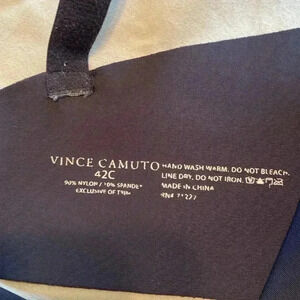 VINCE CAMUTO
42C
90% NYLON / 10% SPANDEX
EXCLUSIVE OF TRIM
HAND WASH WARM. DO NOT BLEACH.
LINE DRY, DO NOT IRON.
MADE IN CHINA
RN#